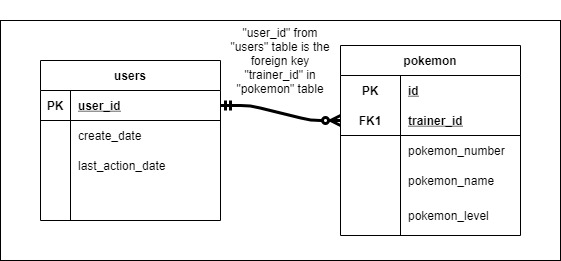 "user_id" from
"users" table is the
foreign key
"trainer_id" in
"pokemon" table
users
PK user_id
create_date
last_action_date
pokemon
PK id
FK1 trainer_id
pokemon_number
pokemon_name
pokemon_level